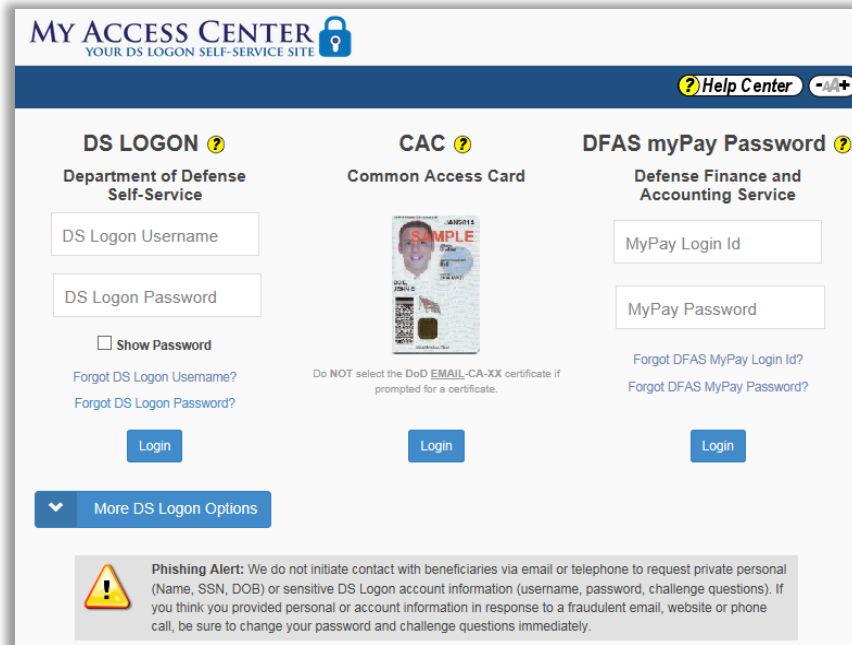 MY ACCESS CENTER
YOUR DS LOGON SELF-SERVICE SITE
? Help Center
-AA+
DS LOGON ?
Department of Defense
Self-Service
DS Logon Username
DS Logon Password
Show Password
Forgot DS Logon Username?
Forgot DS Logon Password?
Login
CAC ?
Common Access Card
SAMPLE
Do NOT select the DoD EMAIL-CA-XX certificate if
prompted for a certificate.
Login
DFAS myPay Password ?
Defense Finance and
Accounting Service
MyPay Login Id
MyPay Password
Forgot DFAS MyPay Login Id?
Forgot DFAS MyPay Password?
Login
More DS Logon Options
Phishing Alert: We do not initiate contact with beneficiaries via email or telephone to request private personal
(Name, SSN, DOB) or sensitive DS Logon account information (username, password, challenge questions). If
you think you provided personal or account information in response to a fraudulent email, website or phone
call, be sure to change your password and challenge questions immediately.